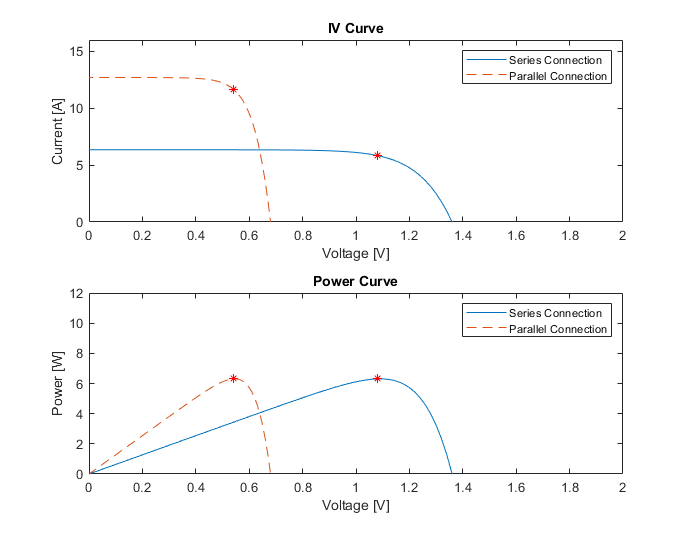 IV Curve
15
10
5
0
Current [A]
Series Connection
Parallel Connection
0 0.2 0.4 0.6 0.8 1 1.2 1.4 1.6 1.8 2
Voltage [V]
Power Curve
12
10
8
6
4
2
0
Power [W]
Series Connection
Parallel Connection
0 0.2 0.4 0.6 0.8 1 1.2 1.4 1.6 1.8 2
Voltage [V]